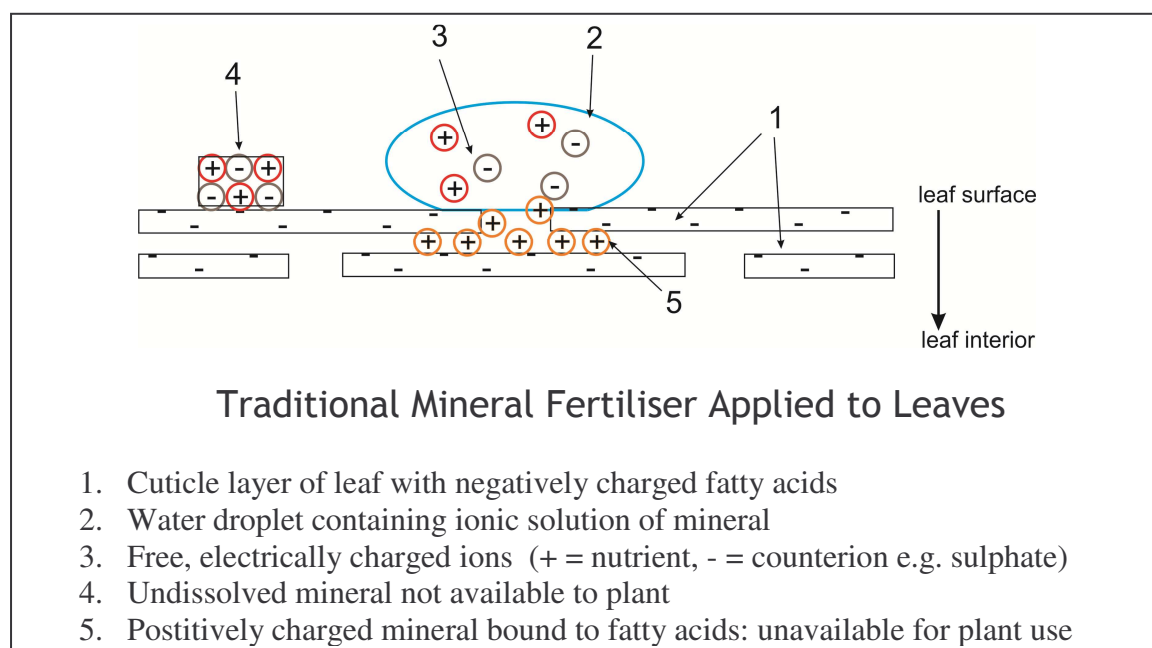 3
2
4
1
leaf surface
5
leaf interior
Traditional Mineral Fertiliser Applied to Leaves
1. Cuticle layer of leaf with negatively charged fatty acids
2. Water droplet containing ionic solution of mineral
3. Free, electrically charged ions (+ = nutrient, - = counterion e.g. sulphate)
4. Undissolved mineral not available to plant
5. Postitively charged mineral bound to fatty acids: unavailable for plant use